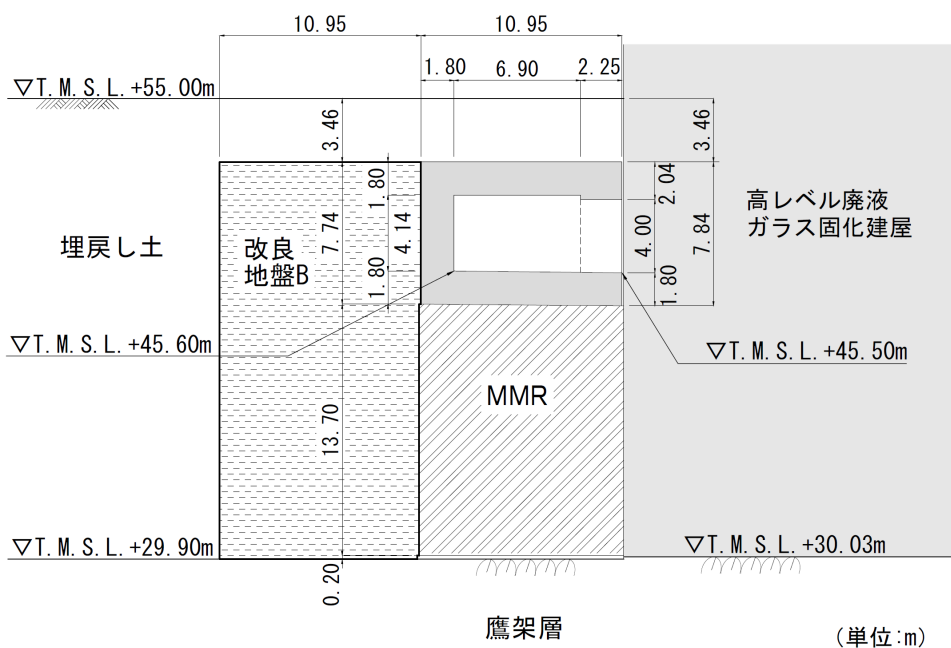 10.95
10.95
1.80
6.90
2.25
▽T.M.S.L.+55.00m
3.46
3.46
1.80
2.04
7.74
4.14
4.00
7.84
1.80
1.80
埋戻し土
改良
地盤B
高レベル廃液
ガラス固化建屋
▽T.M.S.L.+45.60m
▽T.M.S.L.+45.50m
MMR
13.70
▽T.M.S.L.+29.90m
▽T.M.S.L.+30.03m
0.20
鷹架層
(単位:m)